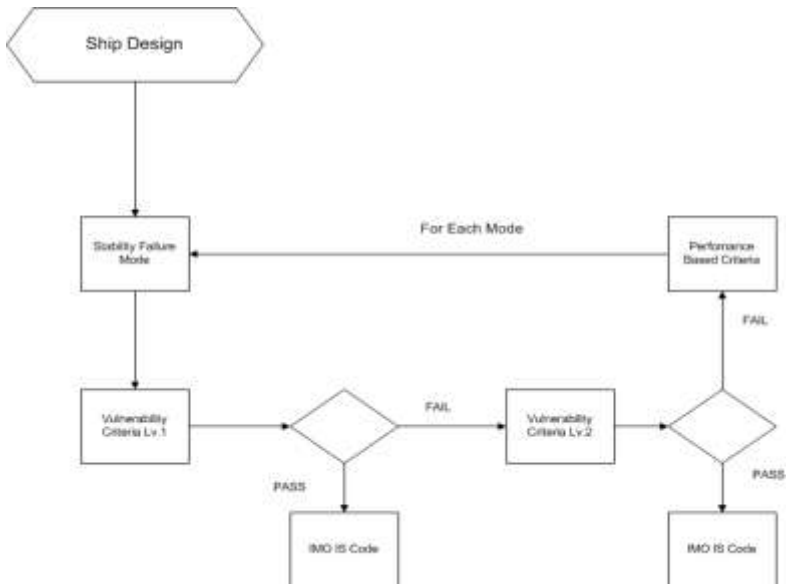 Ship Design
For Each Mode
Stability Failure
Mode
Perfomance
Based Criteria
FAIL
Vulnerability
Criteria Lv.1
FAIL
Vulnerability
Criteria Lv.2
PASS
PASS
IMO IS Code
IMO IS Code